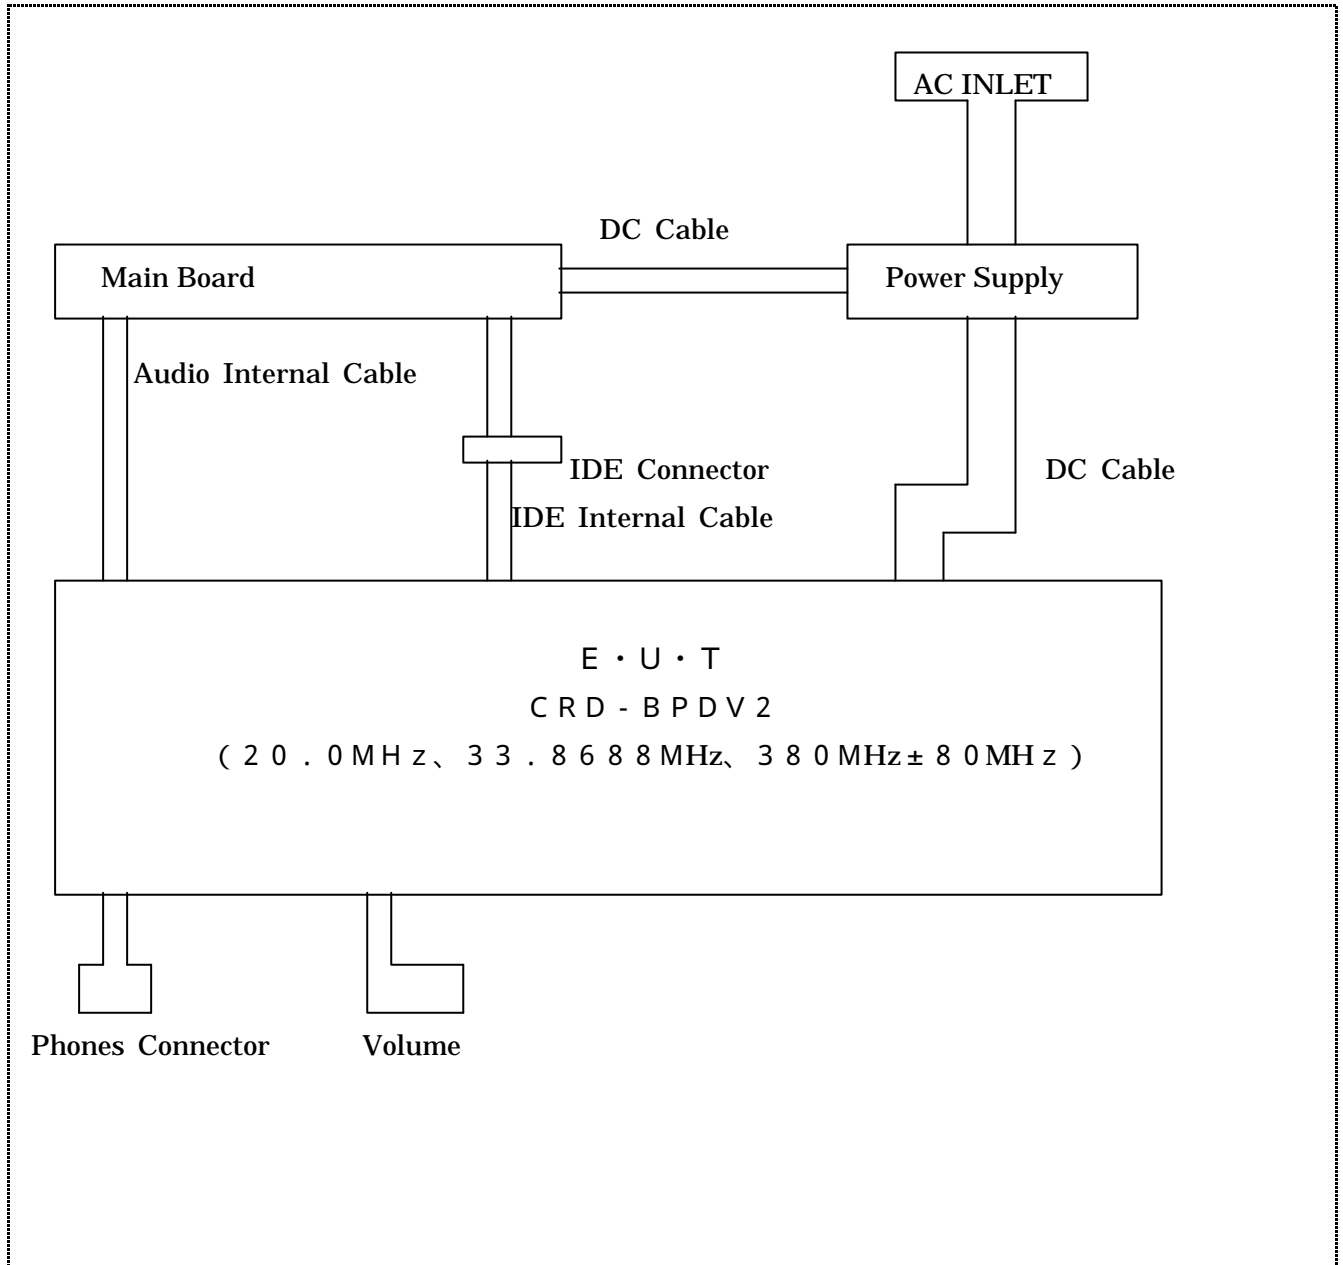 AC INLET
DC Cable
Main Board
Power Supply
Audio Internal Cable
IDE Connector
DC Cable
IDE Internal Cable
E・U・T
CRD-BPDV2
(20.0MHz、33.8688MHz、380MHz±80MHz)
Phones Connector
Volume